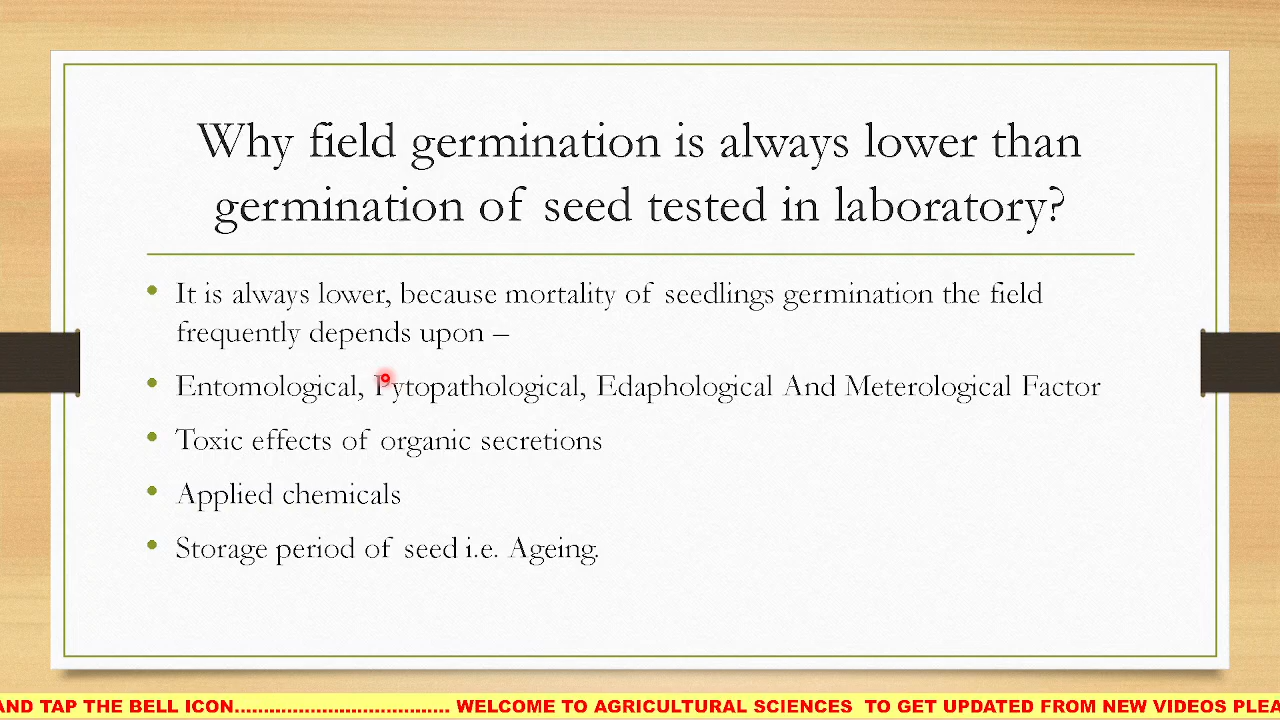 Why field germination is always lower than
germination of seed tested in laboratory?
• It is always lower, because mortality of seedlings germination the field
frequently depends upon –
• Entomological, Pytopathological, Edaphological And Meterological Factor
• Toxic effects of organic secretions
• Applied chemicals
• Storage period of seed i.e. Ageing.
AND TAP THE BELL ICON..................................... WELCOME TO AGRICULTURAL SCIENCES TO GET UPDATED FROM NEW VIDEOS PLEA